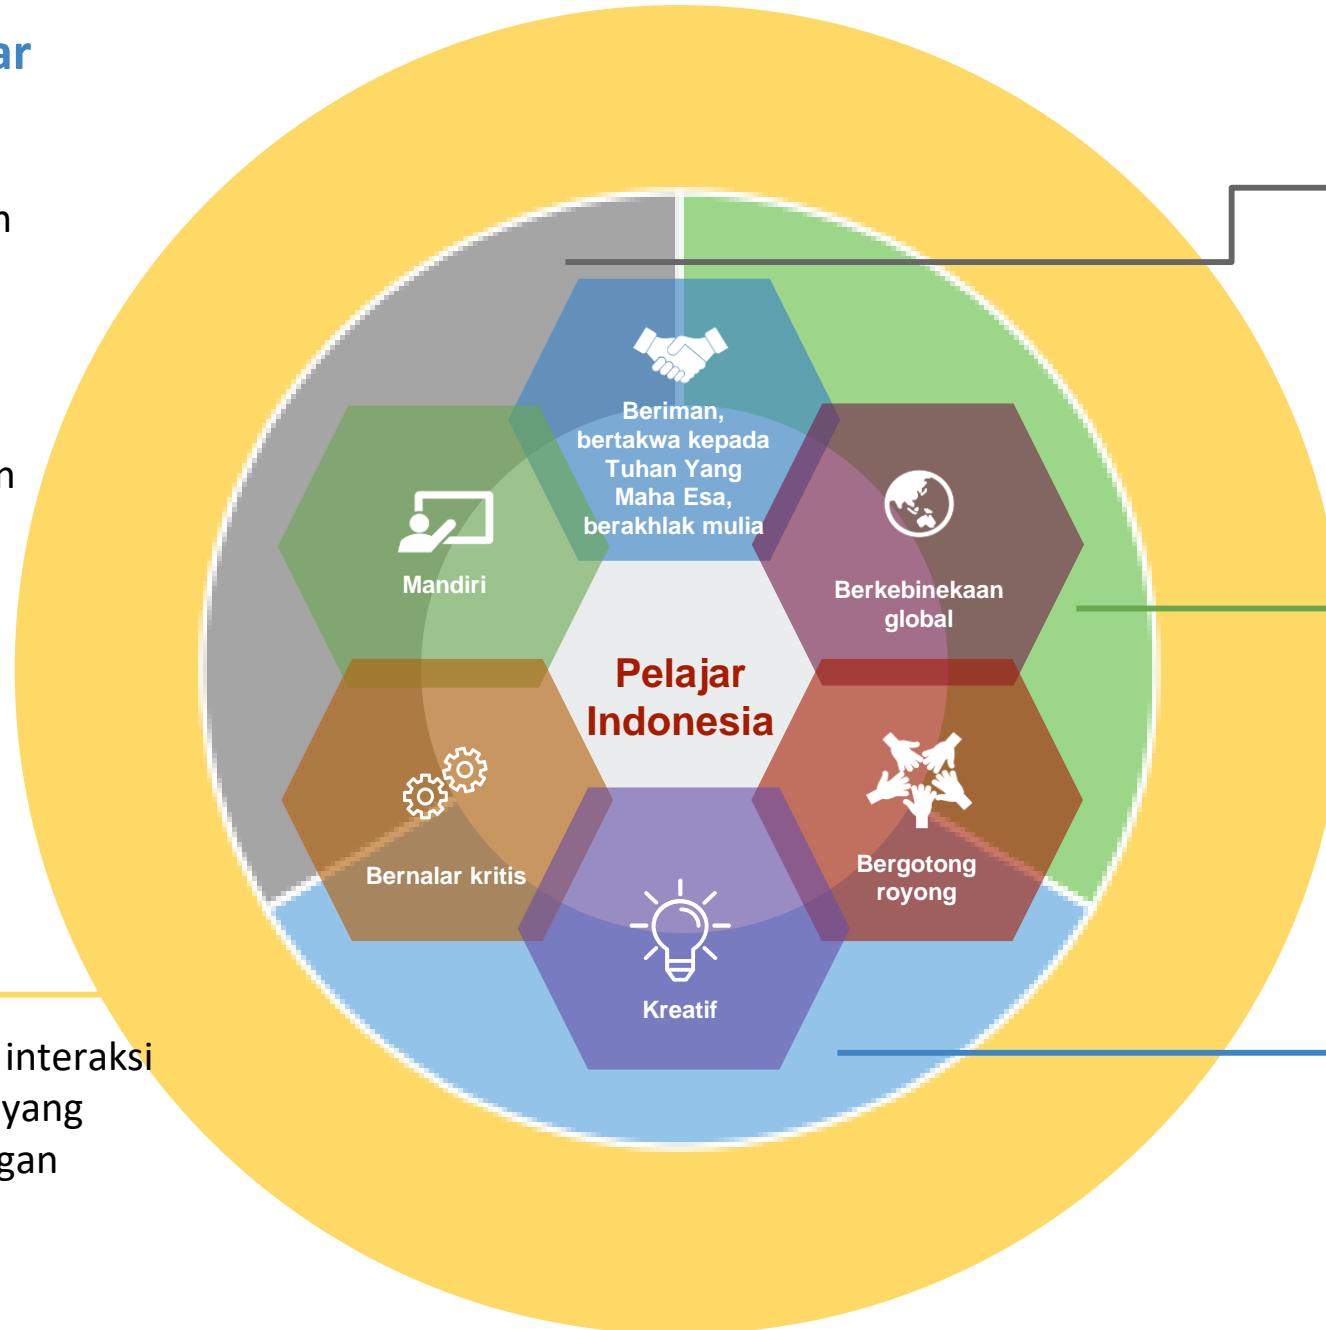 ar
n
n
Beriman,
bertakwa kepada
Tuhan Yang
Maha Esa,
berakhlak mulia
Mandiri
Berkebinekaan
global
Pelajar
Indonesia
Bernalar kritis
Bergotong
royong
Kreatif
interaksi
yang
gan